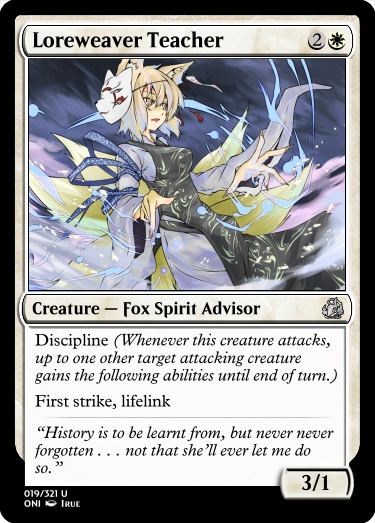 Loreweaver Teacher 2
Creature — Fox Spirit Advisor
Discipline (Whenever this creature attacks,
up to one other target attacking creature
gains the following abilities until end of turn.)
First strike, lifelink
“History is to be learnt from, but never never
forgotten . . . not that she’ll ever let me do
so.”
3/1
019/321 U
ONI TRUE